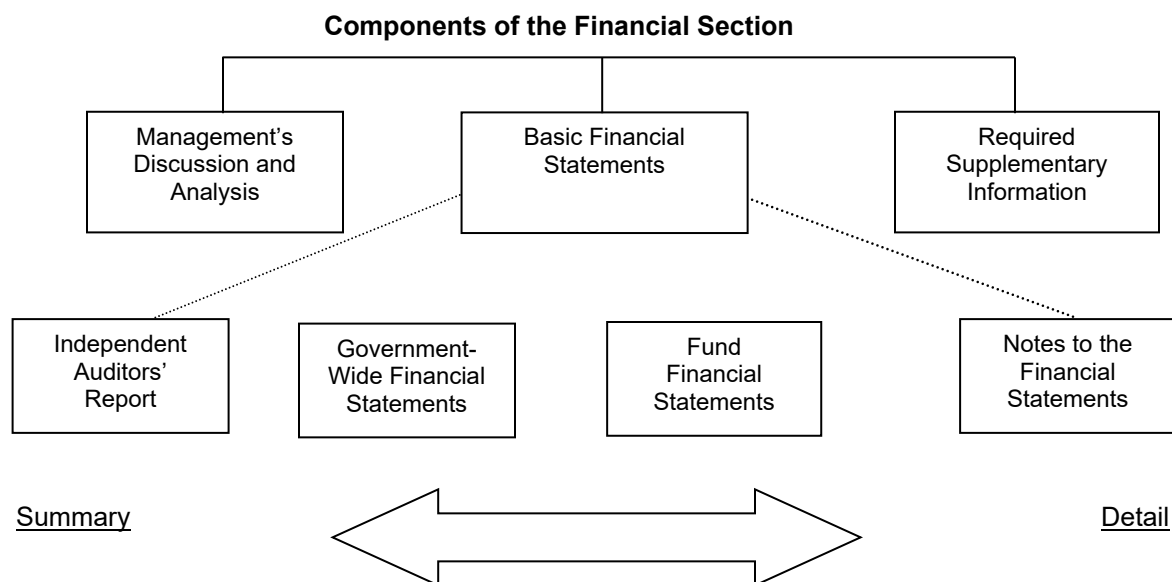 Components of the Financial Section
Management’s
Discussion and
Analysis
Basic Financial
Statements
Required
Supplementary
Information
Independent
Auditors’
Report
Government-
Wide Financial
Statements
Fund
Financial
Statements
Notes to the
Financial
Statements
Summary
Detail